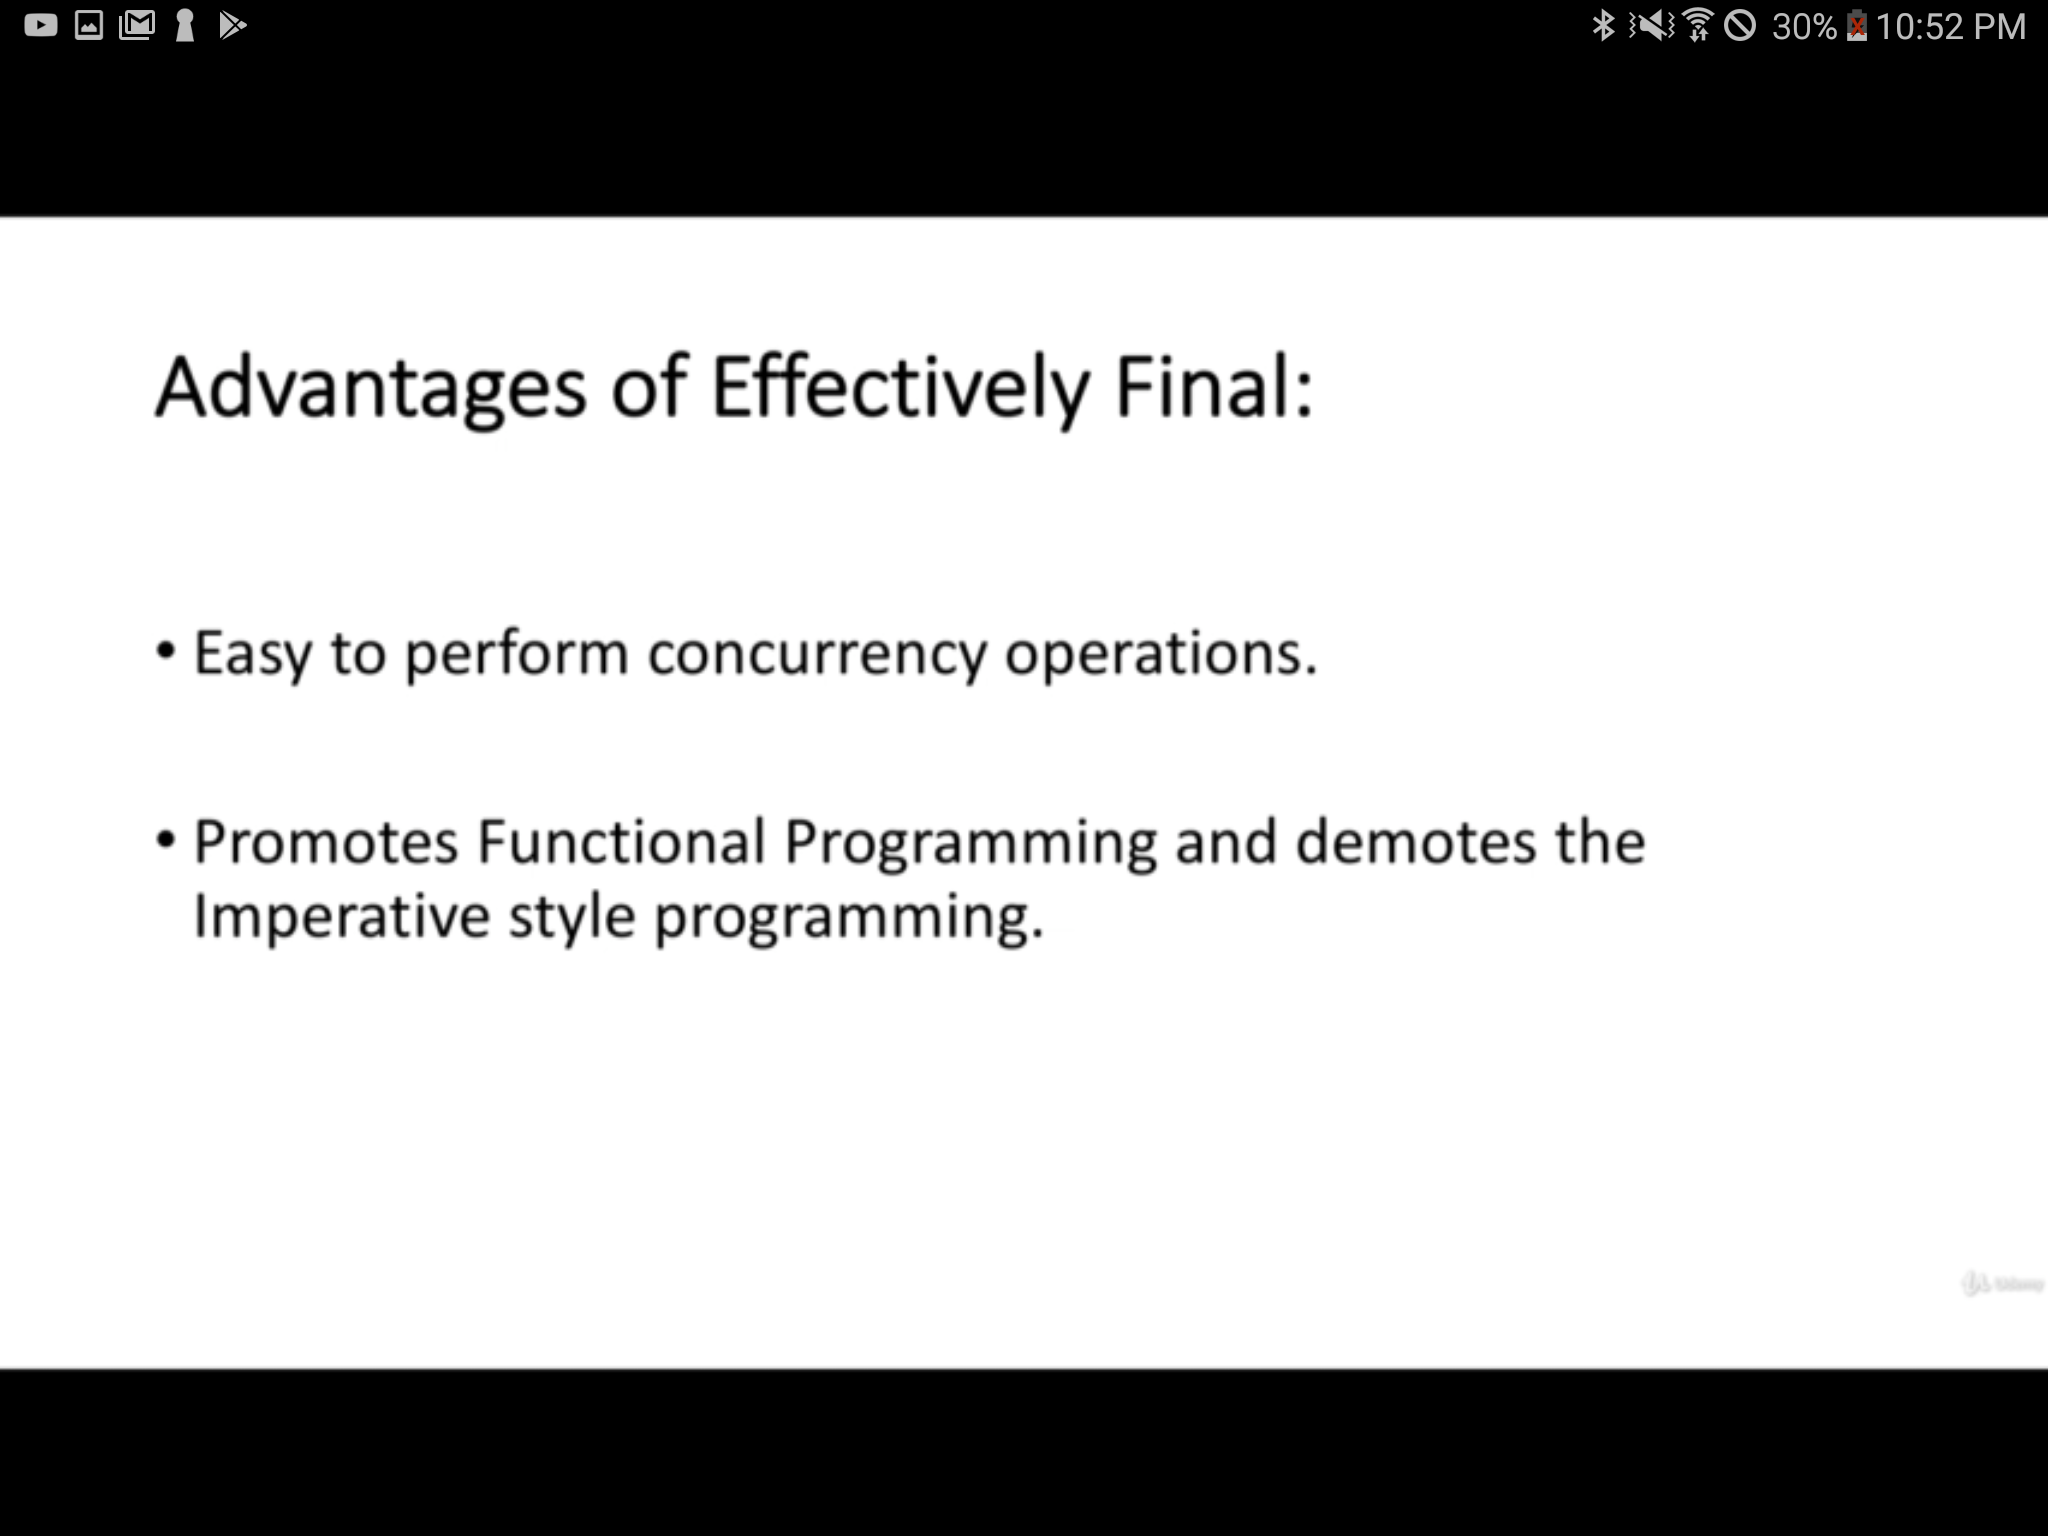 30% 10:52 PM
Advantages of Effectively Final:
• Easy to perform concurrency operations.
• Promotes Functional Programming and demotes the
Imperative style programming.
Udemy